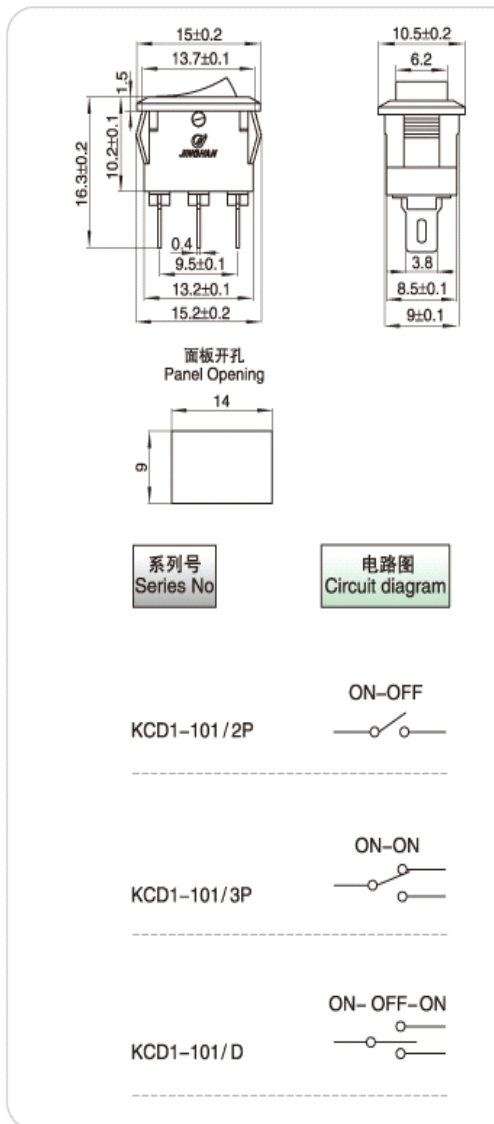 15±0.2
13.7±0.1
1.5
16.3±0.2
10.2±0.1
JINGHAN
0.4
9.5±0.1
13.2±0.1
15.2±0.2
10.5±0.2
6.2
3.8
8.5±0.1
9±0.1
面板开孔
Panel Opening
14
9
系列号
Series No
电路图
Circuit diagram
ON-OFF
KCD1-101/2P
ON-ON
KCD1-101/3P
ON- OFF-ON
KCD1-101/D